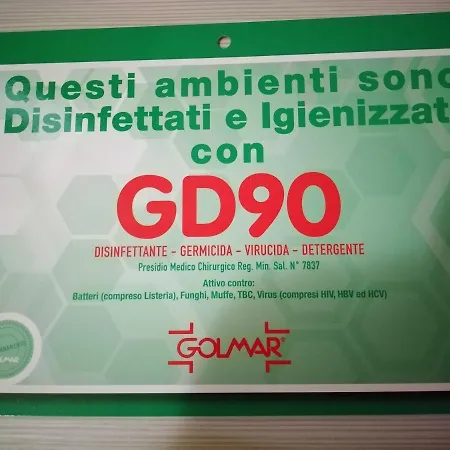 Questi ambienti sono
Disinfettati e Igienizzat
con
GD90
DISINFETTANTE - GERMICIDA - VIRUCIDA - DETERGENTE
Presidio Medico Chirurgico Reg. Min. Sal. N° 7837
Attivo contro:
Batteri (compreso Listeria), Funghi, Muffe, TBC, Virus (compresi HIV, HBV ed HCV)
GOLMAR®
GOLMAR